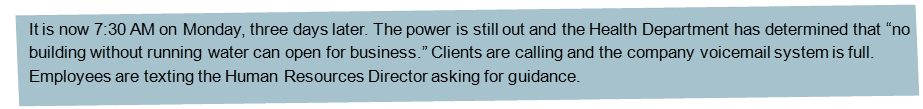 It is now 7:30 AM on Monday, three days later. The power is still out and the Health Department has determined that “no
building without running water can open for business.” Clients are calling and the company voicemail system is full.
Employees are texting the Human Resources Director asking for guidance.